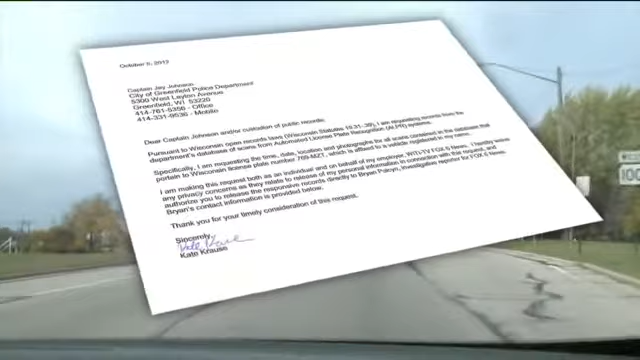 October 5, 2012
Captain Jay Johnson
City of Greenfield Police Department
5300 West Layton Avenue
Greenfield, WI 53220
414-761-5356 - Office
414-331-9536 - Mobile
Dear Captain Johnson and/or custodian of public records;
Pursuant to Wisconsin open records law (Wisconsin Statutes 19.31-.39), I am requesting records from the
department's database of scans from Automated License Plate Recognition (ALPR) systems.
Specifically, I am requesting the time, date, location and photographs for all scans contained in the database that
pertain to Wisconsin license plate number 769-MZT, which is affixed to a vehicle registered in my name.
I am making this request both as an individual and on behalf of my employer, WITI-TV FOX 6 News. I hereby waive
any privacy concerns as they relate to release of my personal information in connection with this request, and
authorize you to release the responsive records directly to Bryan Polcyn, investigative reporter for FOX 6 News.
Bryan's contact information is provided below.
Thank you for your timely consideration of this request.
Sincerely,
Kate Krause
Kate Krause
100